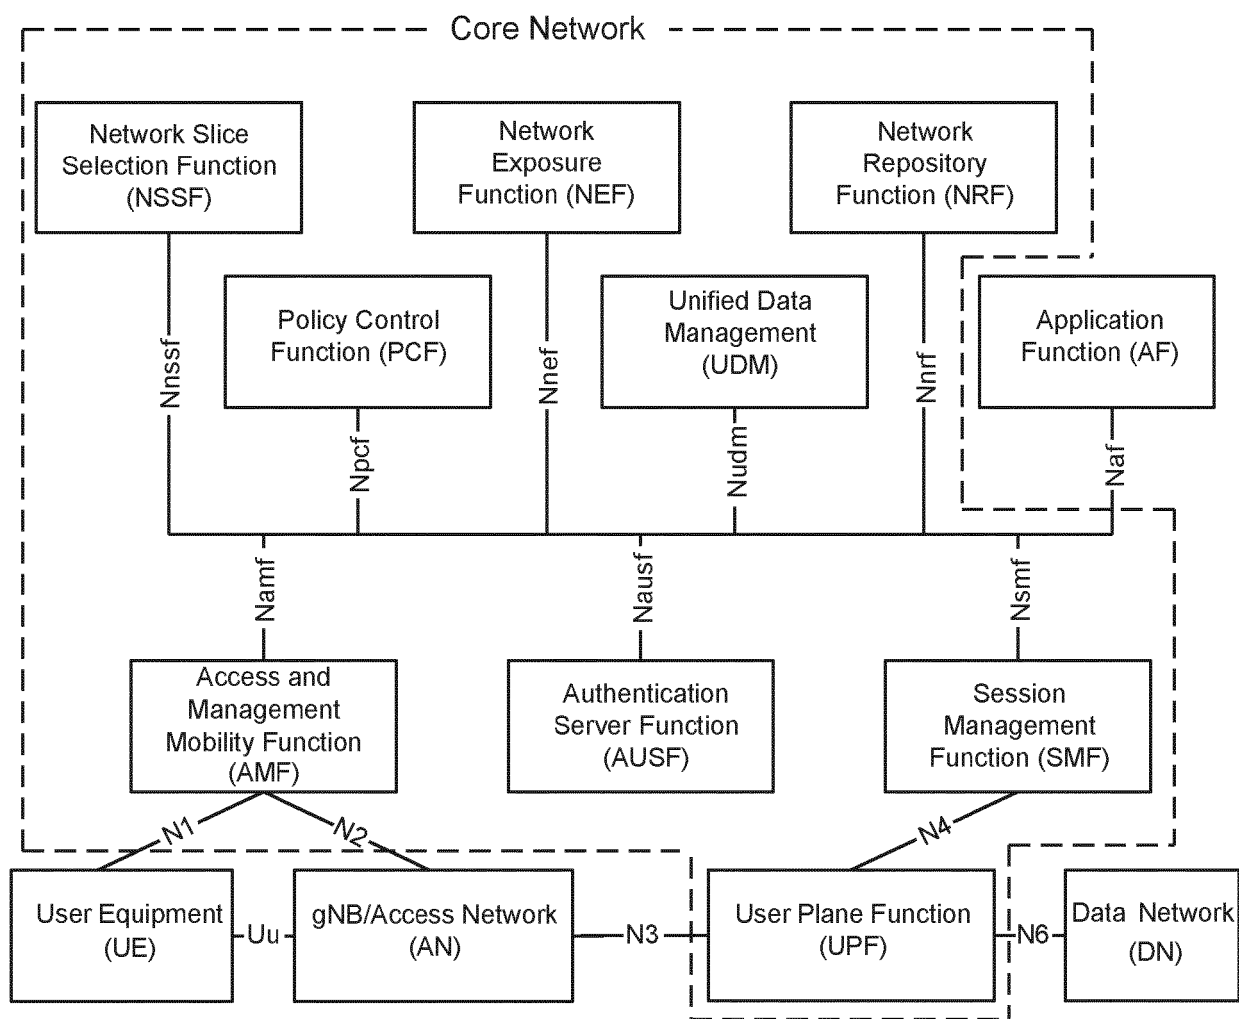 Core Network
Network Slice
Selection Function
(NSSF)
Network
Exposure
Function (NEF)
Network
Repository
Function (NRF)
Policy Control
Function (PCF)
Unified Data
Management
(UDM)
Application
Function (AF)
Nnssf
Npcf
Nnef
Nudm
Nnrf
Naf
Namf
Nausf
Nsmf
Access and
Management
Mobility Function
(AMF)
Authentication
Server Function
(AUSF)
Session
Management
Function (SMF)
N1
N2
N4
User Equipment
(UE)
Uu
gNB/Access Network
(AN)
N3
User Plane Function
(UPF)
N6
Data Network
(DN)